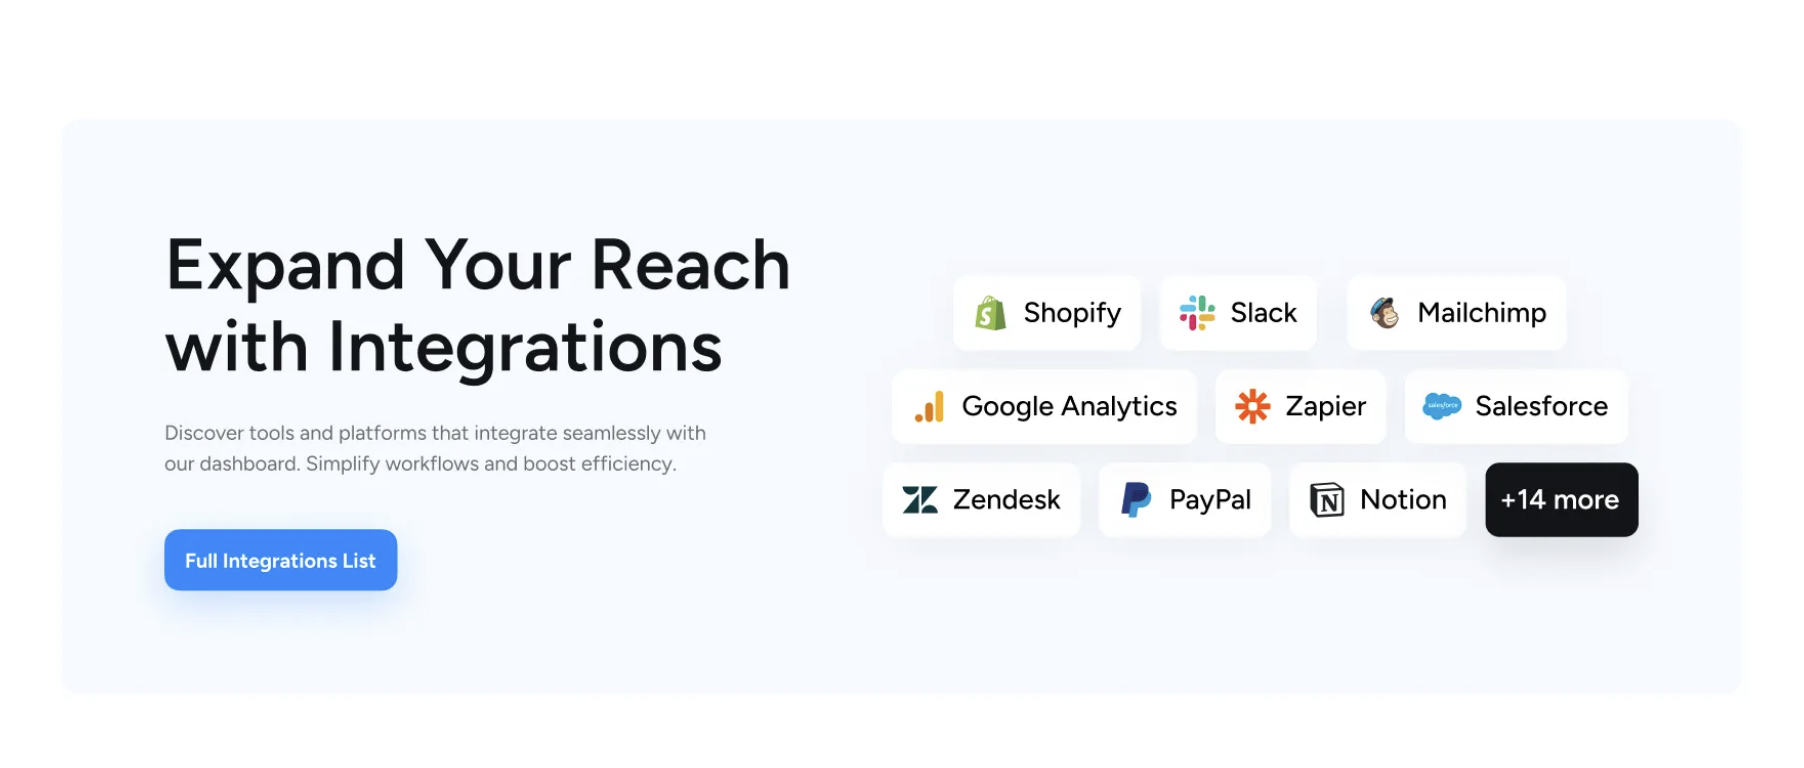 Expand Your Reach
with Integrations
Discover tools and platforms that integrate seamlessly with
our dashboard. Simplify workflows and boost efficiency.
Full Integrations List
Shopify
Slack
Mailchimp
Google Analytics
Zapier
salesforce
Salesforce
Zendesk
PayPal
Notion
+14 more